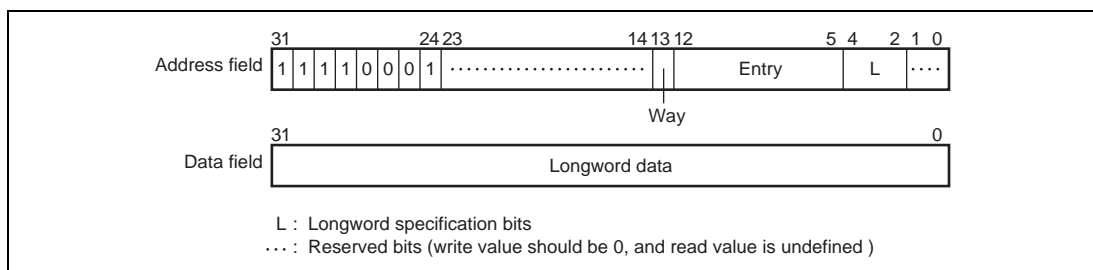 31 24 23 14 13 12 5 4 2 1 0
Address field 1 1 1 1 0 0 0 1 ........................ Entry L ....
Way
31 0
Data field Longword data
L : Longword specification bits
... : Reserved bits (write value should be 0, and read value is undefined )